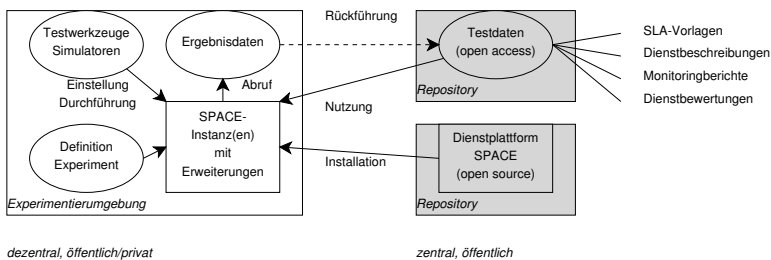 Testwerkzeuge
Simulatoren
Ergebnisdaten
Rückführung
Testdaten
(open access)
SLA-Vorlagen
Dienstbeschreibungen
Monitoringberichte
Dienstbewertungen
Einstellung
Durchführung
Abruf
Repository
Nutzung
SPACE-
Instanz(en)
mit
Erweiterungen
Definition
Experiment
Installation
Dienstplattform
SPACE
(open source)
Experimentierumgebung
Repository
dezentral, öffentlich/privat
zentral, öffentlich